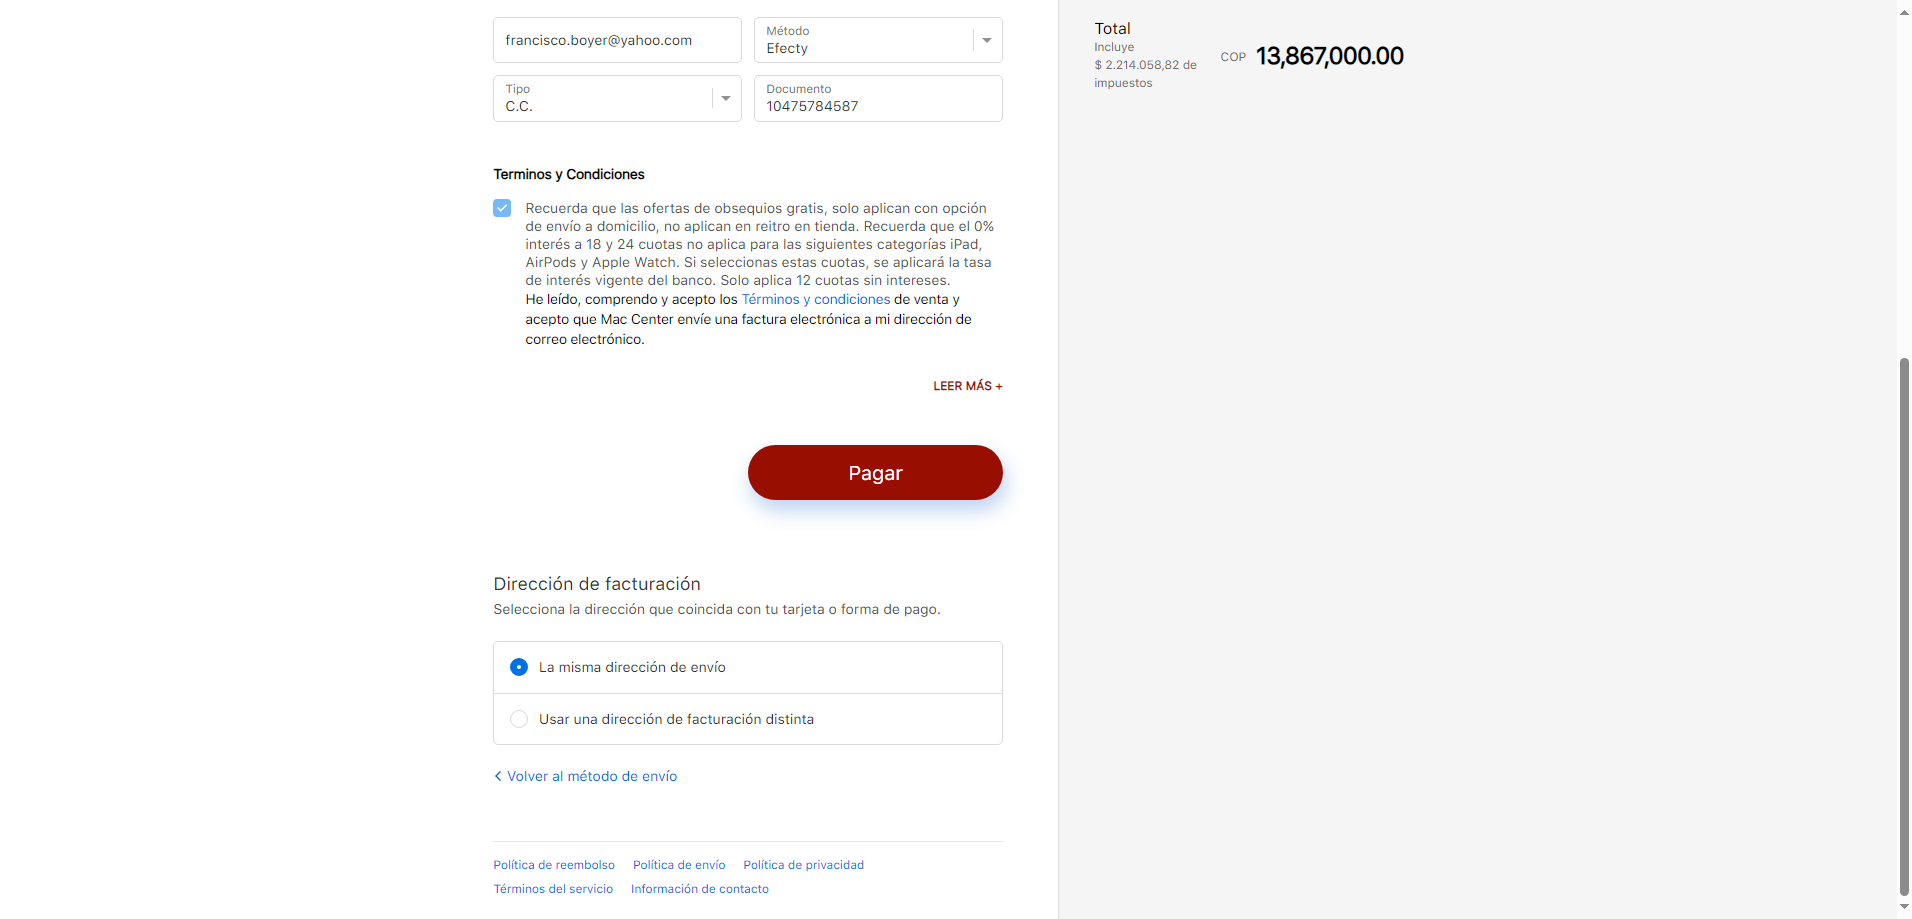 francisco.boyer@yahoo.com
Método
Efecty
Tipo
C.C.
Documento
10475784587
Terminos y Condiciones
Recuerda que las ofertas de obsequios gratis, solo aplican con opción
de envío a domicilio, no aplican en reitro en tienda. Recuerda que el 0%
interés a 18 y 24 cuotas no aplica para las siguientes categorías iPad,
AirPods y Apple Watch. Si seleccionas estas cuotas, se aplicará la tasa
de interés vigente del banco. Solo aplica 12 cuotas sin intereses.
He leído, comprendo y acepto los Términos y condiciones de venta y
acepto que Mac Center envíe una factura electrónica a mi dirección de
correo electrónico.
LEER MÁS +
Pagar
Dirección de facturación
Selecciona la dirección que coincida con tu tarjeta o forma de pago.
La misma dirección de envío
Usar una dirección de facturación distinta
Volver al método de envío
Política de reembolso Política de envío Política de privacidad
Términos del servicio Información de contacto
Total
Incluye
$ 2.214.058,82 de
impuestos
COP 13,867,000.00